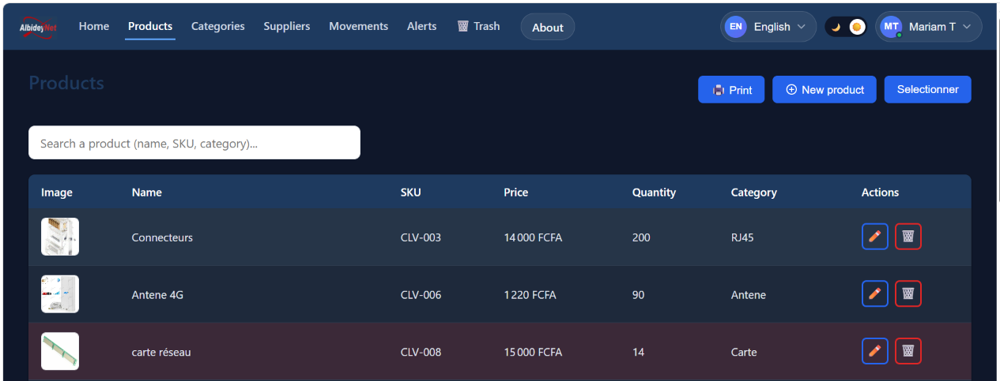 AlbideyNet Home Products Categories Suppliers Movements Alerts Trash About EN English MT Mariam T
Products Print New product Selectionner
Search a product (name, SKU, category)...
Image Name SKU Price Quantity Category Actions
Connecteurs CLV-003 14 000 FCFA 200 RJ45
Antene 4G CLV-006 1 220 FCFA 90 Antene
carte réseau CLV-008 15 000 FCFA 14 Carte